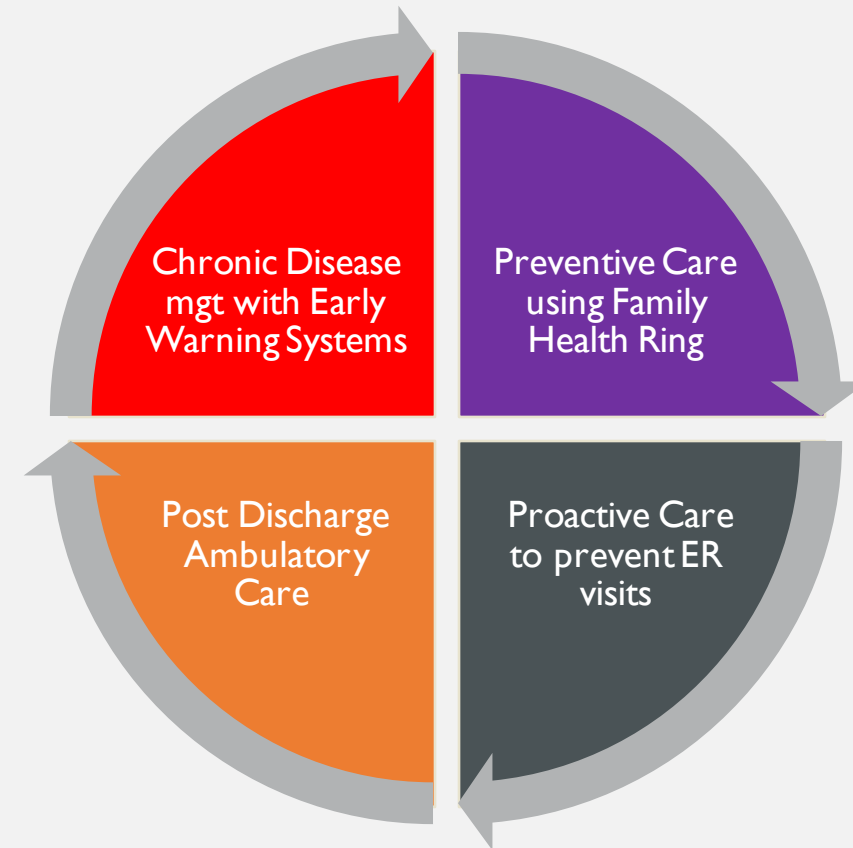 Chronic Disease
mgt with Early
Warning Systems
Preventive Care
using Family
Health Ring
Post Discharge
Ambulatory
Care
Proactive Care
to prevent ER
visits